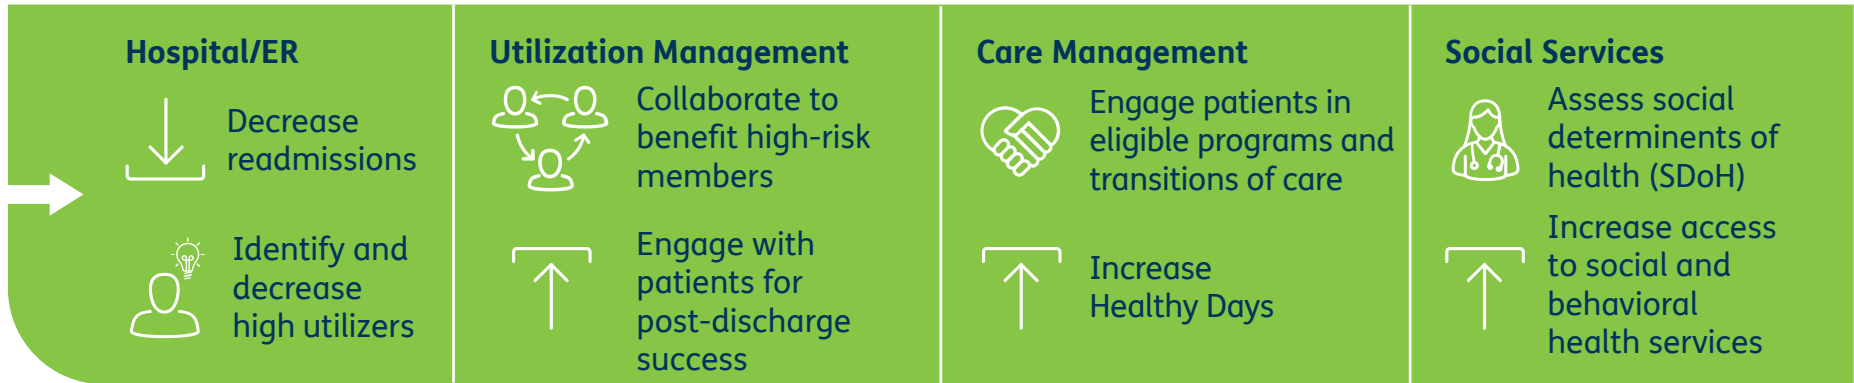 Hospital/ER
Decrease
readmissions
Identify and
decrease
high utilizers
Utilization Management
Collaborate to
benefit high-risk
members
Engage with
patients for
post-discharge
success
Care Management
Engage patients in
eligible programs and
transitions of care
Increase
Healthy Days
Social Services
Assess social
determinents of
health (SDoH)
Increase access
to social and
behavioral
health services